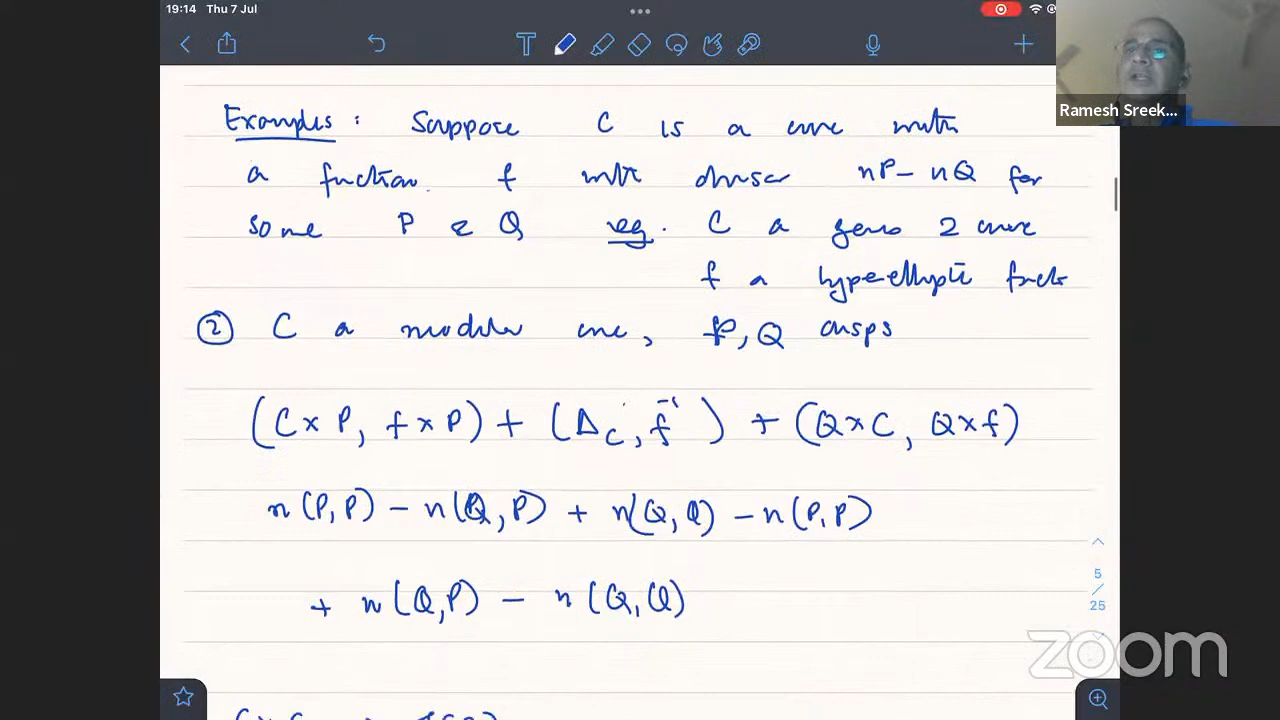 19:14 Thu 7 Jul
Ramesh Sreek...
Examples : Suppose C is a curve with
a function f with divisor nP - nQ for
some P & Q eg. C a genus 2 curve
f a hyperelliptic functn
② C a modular curve, P, Q cusps
(C × P, f × P) + (Δ_C, f⁻¹) + (Q × C, Q × f)
n(P,P) - n(Q,P) + n(Q,Q) - n(P,P)
+ n(Q,P) - n(Q,Q)
5
/
25
zoom